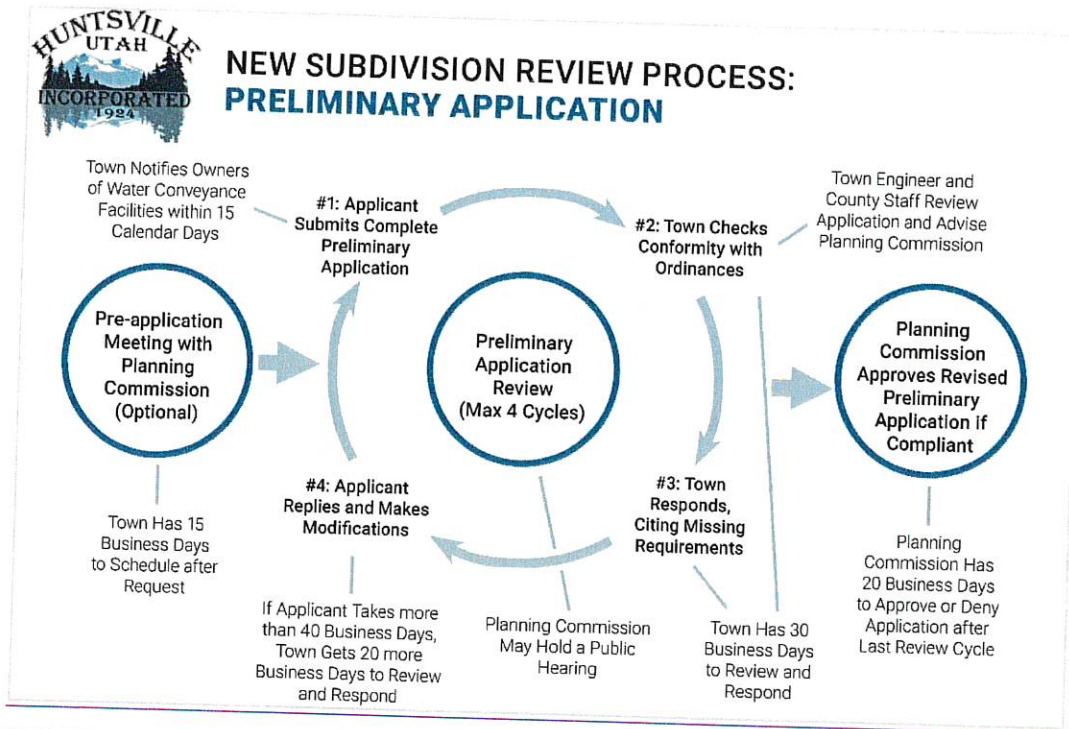 HUNTSVILLE
UTAH
INCORPORATED
1924
NEW SUBDIVISION REVIEW PROCESS:
PRELIMINARY APPLICATION
Town Notifies Owners
of Water Conveyance
Facilities within 15
Calendar Days
#1: Applicant
Submits Complete
Preliminary
Application
#2: Town Checks
Conformity with
Ordinances
Town Engineer and
County Staff Review
Application and Advise
Planning Commission
Pre-application
Meeting with
Planning
Commission
(Optional)
Preliminary
Application
Review
(Max 4 Cycles)
Planning
Commission
Approves Revised
Preliminary
Application if
Compliant
#4: Applicant
Replies and Makes
Modifications
#3: Town
Responds,
Citing Missing
Requirements
Town Has 15
Business Days
to Schedule after
Request
If Applicant Takes more
than 40 Business Days,
Town Gets 20 more
Business Days to Review
and Respond
Planning Commission
May Hold a Public
Hearing
Town Has 30
Business Days
to Review and
Respond
Planning
Commission Has
20 Business Days
to Approve or Deny
Application after
Last Review Cycle